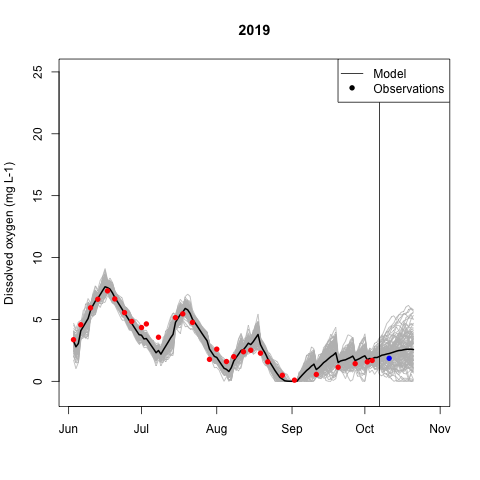 2019
Model
Observations
Dissolved oxygen (mg L-1)
25
20
15
10
5
0
Jun Jul Aug Sep Oct Nov